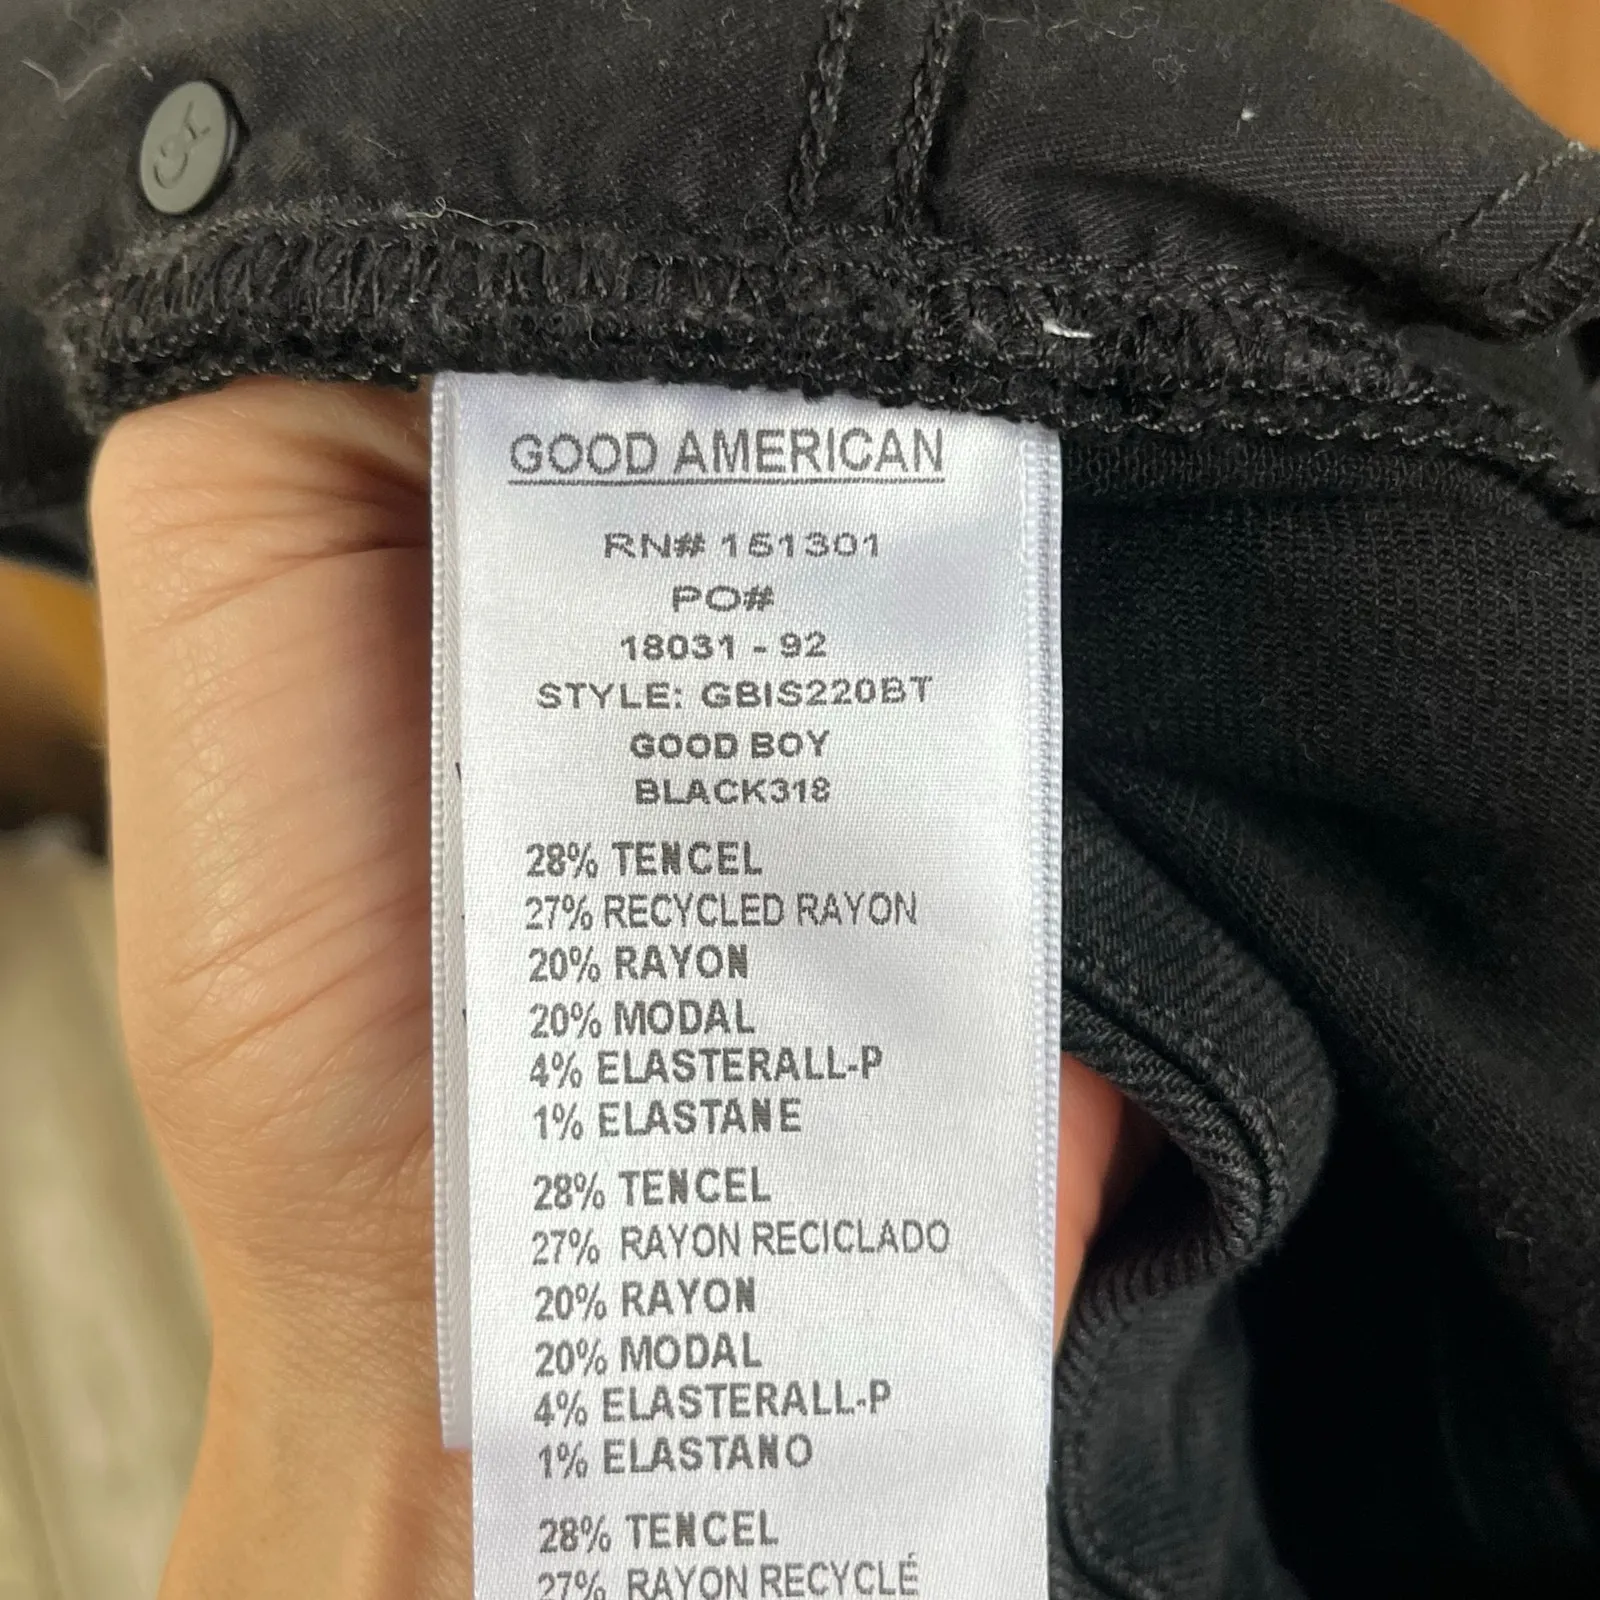 GOOD AMERICAN
RN# 151301
PO#
18031 - 92
STYLE: GBIS220BT
GOOD BOY
BLACK318
28% TENCEL
27% RECYCLED RAYON
20% RAYON
20% MODAL
4% ELASTERALL-P
1% ELASTANE
28% TENCEL
27% RAYON RECICLADO
20% RAYON
20% MODAL
4% ELASTERALL-P
1% ELASTANO
28% TENCEL
27% RAYON RECYCLÉ